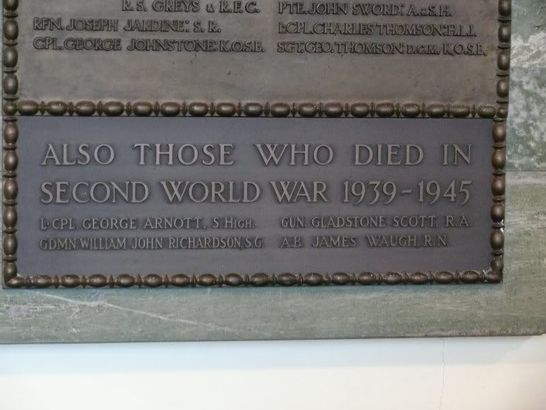 R.S. GREYS & R.F.C.
PTE. JOHN SWORD: A. & S.H.
RFN. JOSEPH JARDINE: S.R.
L-CPL. CHARLES THOMSON: H.L.I.
CPL. GEORGE JOHNSTONE: K.O.S.B.
SGT. GEO. THOMSON D.C.M. K.O.S.B.
ALSO THOSE WHO DIED IN
SECOND WORLD WAR 1939-1945
L-CPL GEORGE ARNOTT, S. HIGH.
GUN. GLADSTONE SCOTT, R.A.
GDMN. WILLIAM JOHN RICHARDSON, S.G.
A.B. JAMES WAUGH R.N.